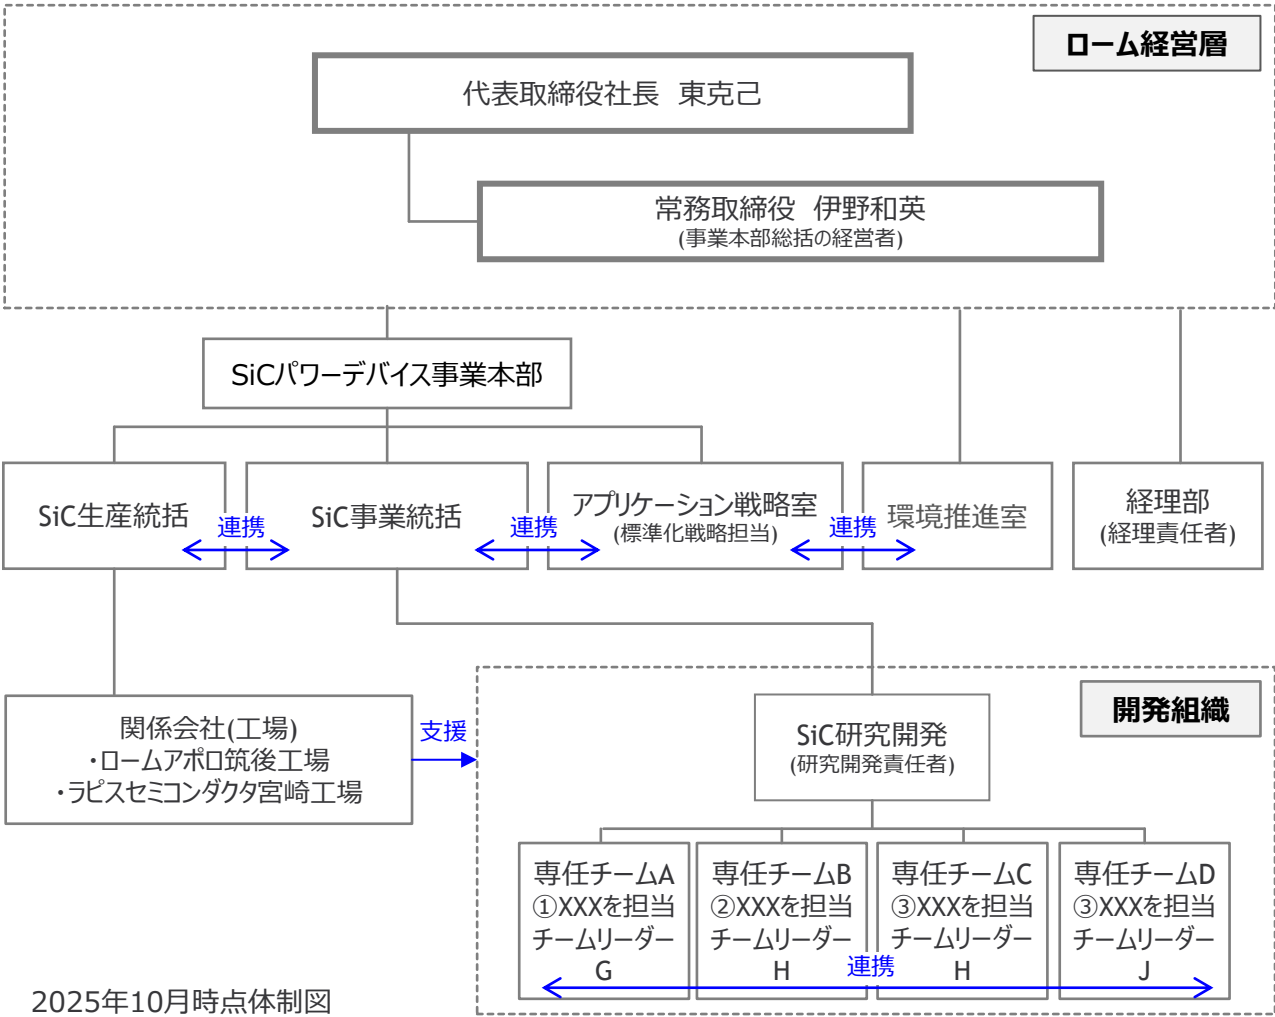 ローム経営層
代表取締役社長　東克己
常務取締役　伊野和英
(事業本部総括の経営者)
SiCパワーデバイス事業本部
SiC生産統括
連携
SiC事業統括
連携
アプリケーション戦略室
(標準化戦略担当)
連携
環境推進室
経理部
(経理責任者)
関係会社(工場)
・ロームアポロ筑後工場
・ラピスセミコンダクタ宮崎工場
支援
開発組織
SiC研究開発
(研究開発責任者)
専任チームA
①XXXを担当
チームリーダー
G
専任チームB
②XXXを担当
チームリーダー
H
専任チームC
③XXXを担当
チームリーダー
H
専任チームD
③XXXを担当
チームリーダー
J
連携
2025年10月時点体制図